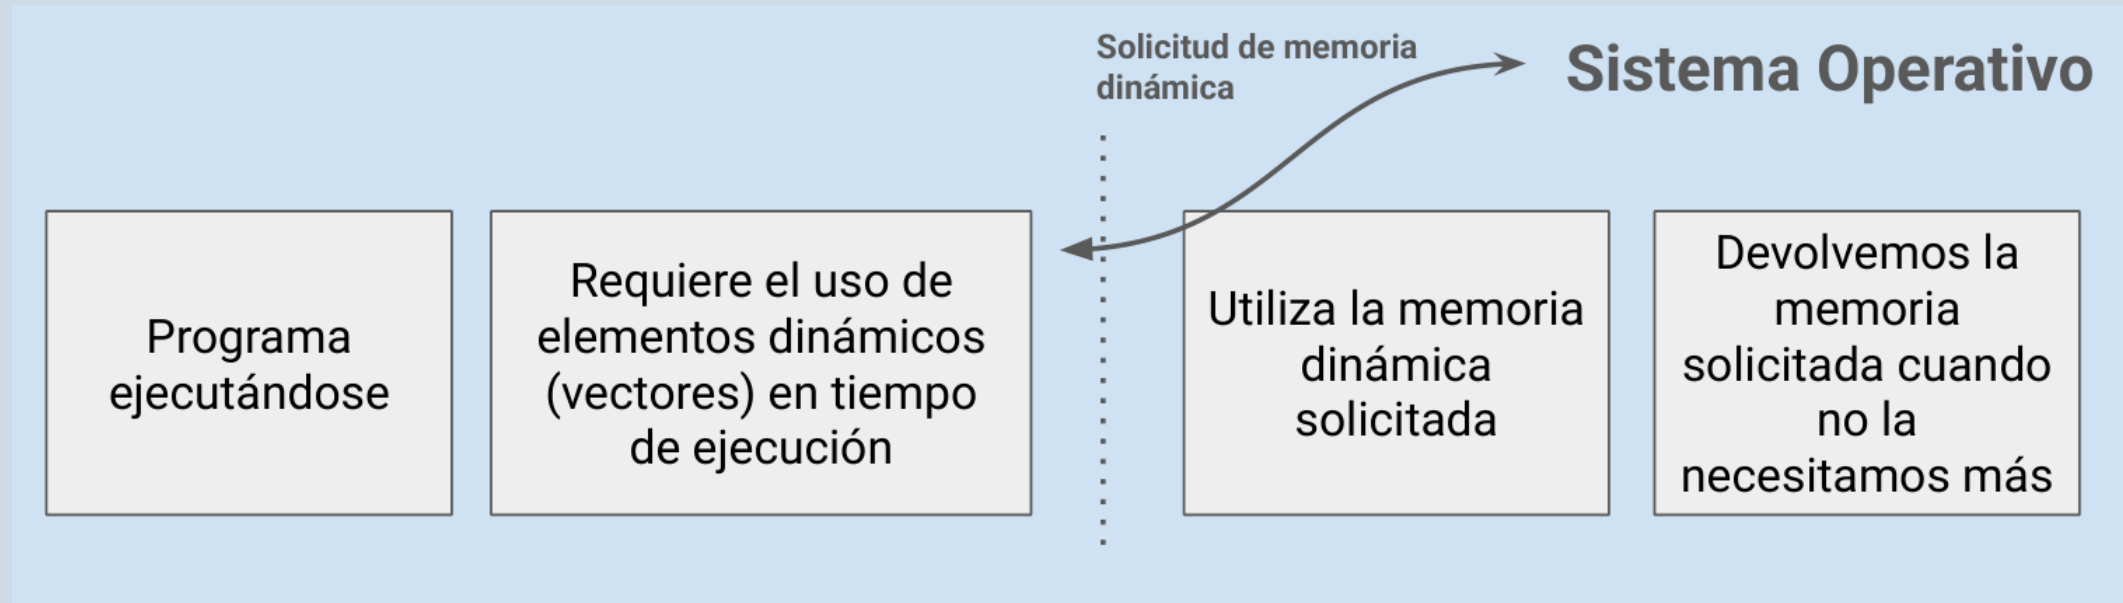 Solicitud de memoria
dinámica
Sistema Operativo
Programa
ejecutándose
Requiere el uso de
elementos dinámicos
(vectores) en tiempo
de ejecución
Utiliza la memoria
dinámica
solicitada
Devolvemos la
memoria
solicitada cuando
no la
necesitamos más